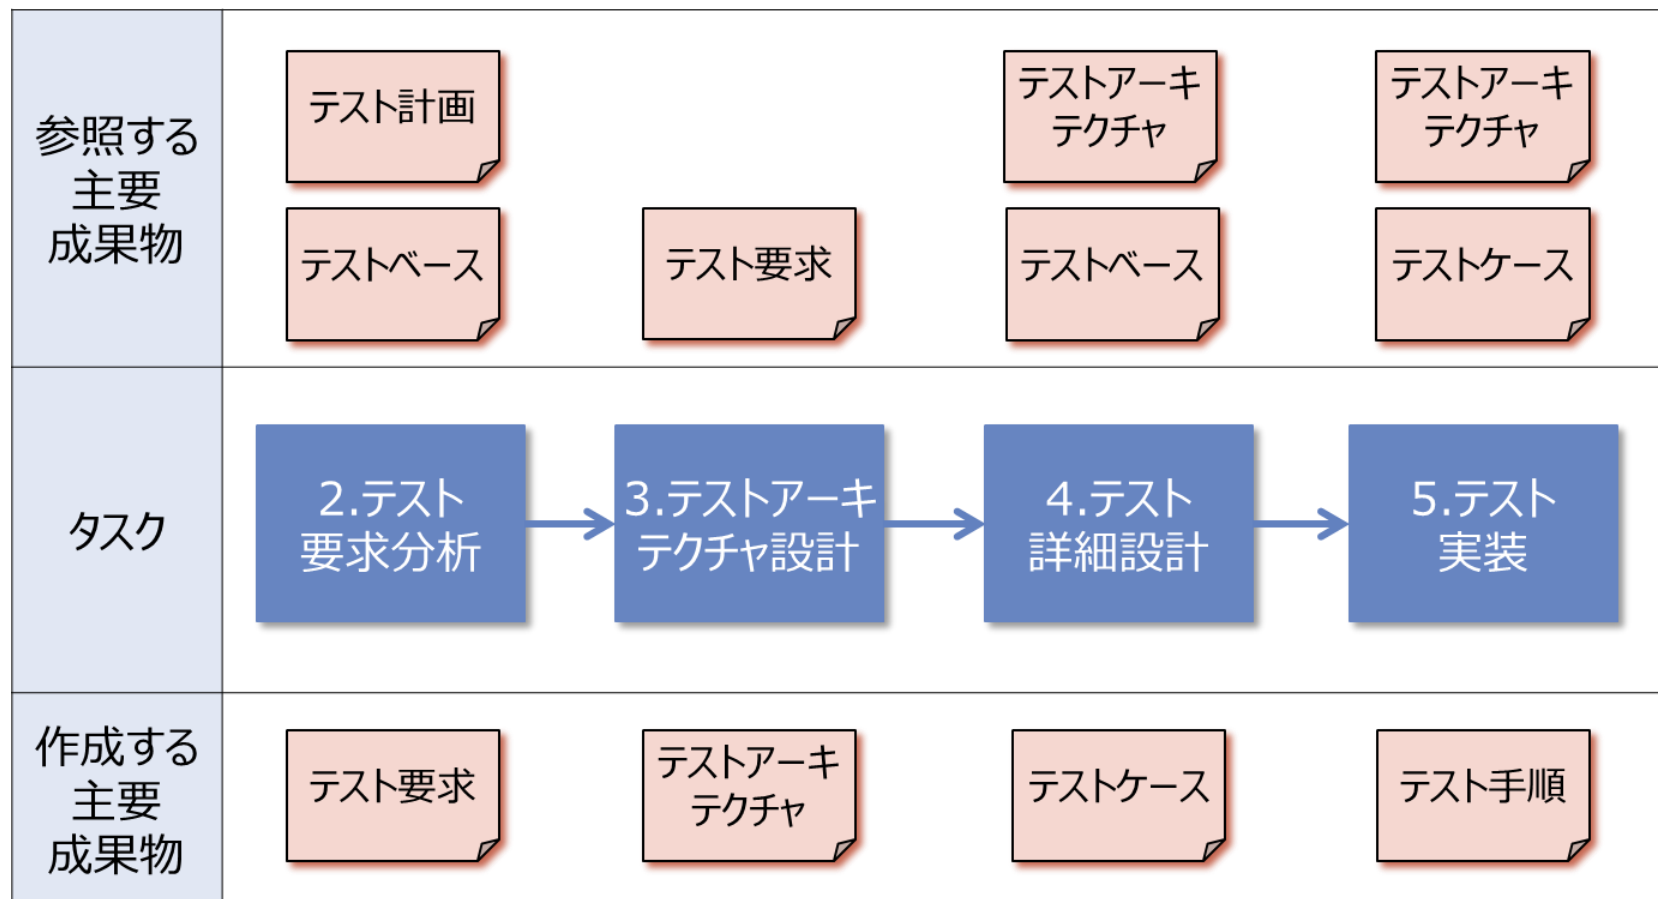 参照する
主要
成果物
テスト計画
テストアーキ
テクチャ
テストアーキ
テクチャ
テストベース
テスト要求
テストベース
テストケース
タスク
2.テスト
要求分析
3.テストアーキ
テクチャ設計
4.テスト
詳細設計
5.テスト
実装
作成する
主要
成果物
テスト要求
テストアーキ
テクチャ
テストケース
テスト手順